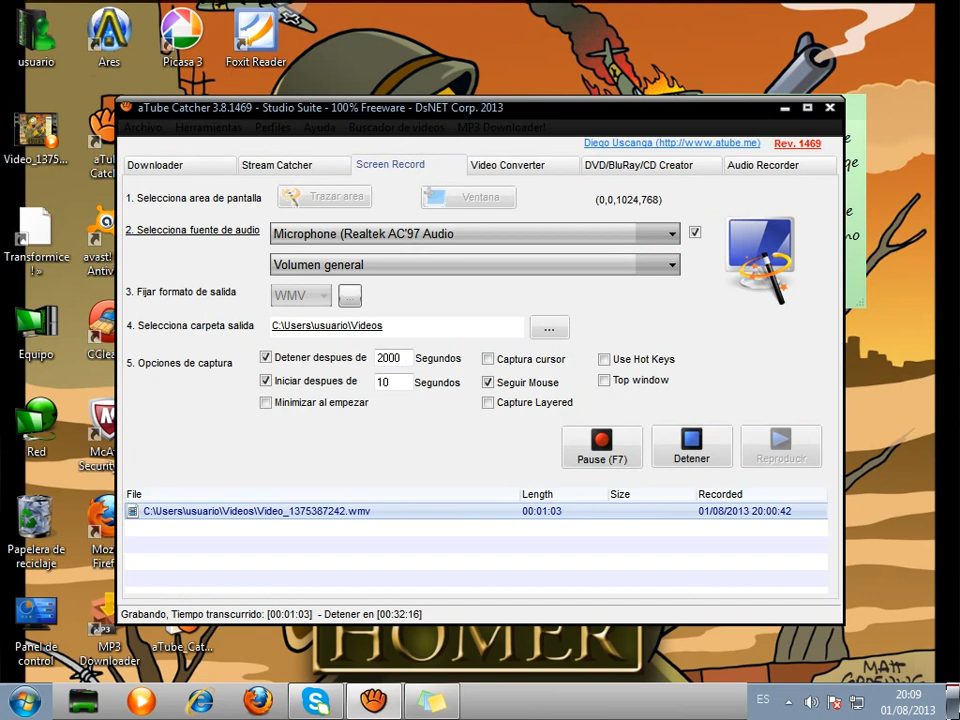 usuario
Ares
Picasa 3
Foxit Reader
Video_1375...
Transformice
! »
Equipo
Red
Papelera de
reciclaje
Panel de
control
MP3
Downloader
aTube_Cat...
aTube Catcher 3.8.1469 - Studio Suite - 100% Freeware - DsNET Corp. 2013
Archivo Herramientas Perfiles Ayuda Buscador de videos MP3 Downloader!
Diego Uscanga (http://www.atube.me) Rev. 1469
Downloader Stream Catcher Screen Record Video Converter DVD/BluRay/CD Creator Audio Recorder
1. Selecciona area de pantalla Trazar area Ventana (0,0,1024,768)
2. Selecciona fuente de audio Microphone (Realtek AC'97 Audio
Volumen general
3. Fijar formato de salida WMV ...
4. Selecciona carpeta salida C:\Users\usuario\Videos ...
5. Opciones de captura
Detener despues de 2000 Segundos Captura cursor Use Hot Keys
Iniciar despues de 10 Segundos Seguir Mouse Top window
Minimizar al empezar Capture Layered
Pause (F7) Detener Reproducir
File Length Size Recorded
C:\Users\usuario\Videos\Video_1375387242.wmv 00:01:03 01/08/2013 20:00:42
Grabando, Tiempo transcurrido: [00:01:03] - Detener en [00:32:16]
HOMER
MATT
GROENING
ES
20:09
01/08/2013